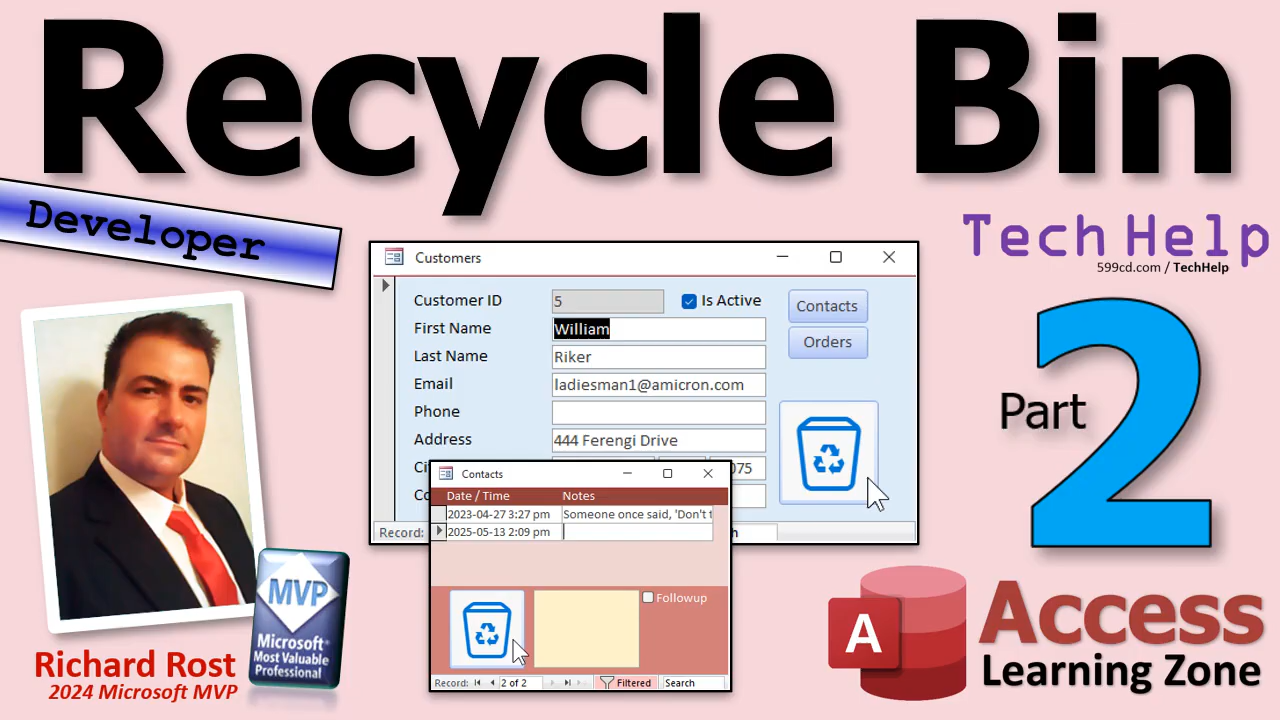 Recycle Bin
Developer
TechHelp
599cd.com / TechHelp
Customers
Customer ID 5 Is Active Contacts
First Name William
Orders
Last Name Riker
Email ladiesman1@amicron.com
Phone
Address 444 Ferengi Drive
075
Record:
Contacts
Date / Time Notes
2023-04-27 3:27 pm Someone once said, 'Don't t
2025-05-13 2:09 pm
Followup
Record: 2 of 2 Filtered Search
Part 2
MVP
Microsoft®
Most Valuable
Professional
Richard Rost
2024 Microsoft MVP
A
Access
Learning Zone